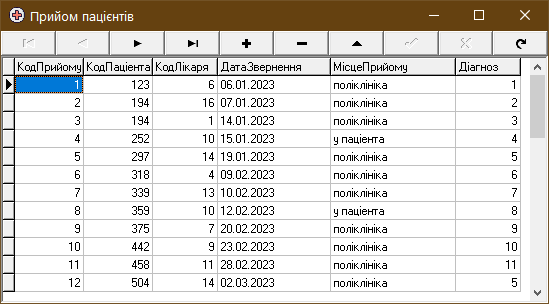 Прийом пацієнтів
КодПрийому КодПаціента КодЛікаря ДатаЗвернення МісцеПрийому Діагноз
1 123 6 06.01.2023 поліклініка 1
2 194 16 07.01.2023 поліклініка 2
3 194 1 14.01.2023 поліклініка 3
4 252 10 15.01.2023 у пацієнта 4
5 297 14 19.01.2023 поліклініка 5
6 318 4 09.02.2023 поліклініка 6
7 339 13 10.02.2023 поліклініка 7
8 359 10 12.02.2023 у пацієнта 8
9 375 7 20.02.2023 поліклініка 9
10 442 9 23.02.2023 поліклініка 10
11 458 11 28.02.2023 поліклініка 11
12 504 14 02.03.2023 поліклініка 5